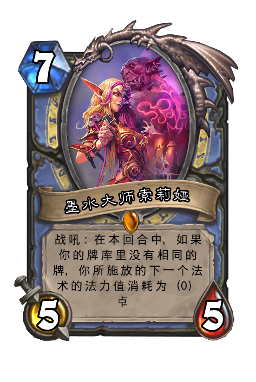 7
墨水大师索莉娅
战吼：在本回合中，如果
你的牌库里没有相同的
牌，你所施放的下一个法
术的法力值消耗为（0）
点
5
5